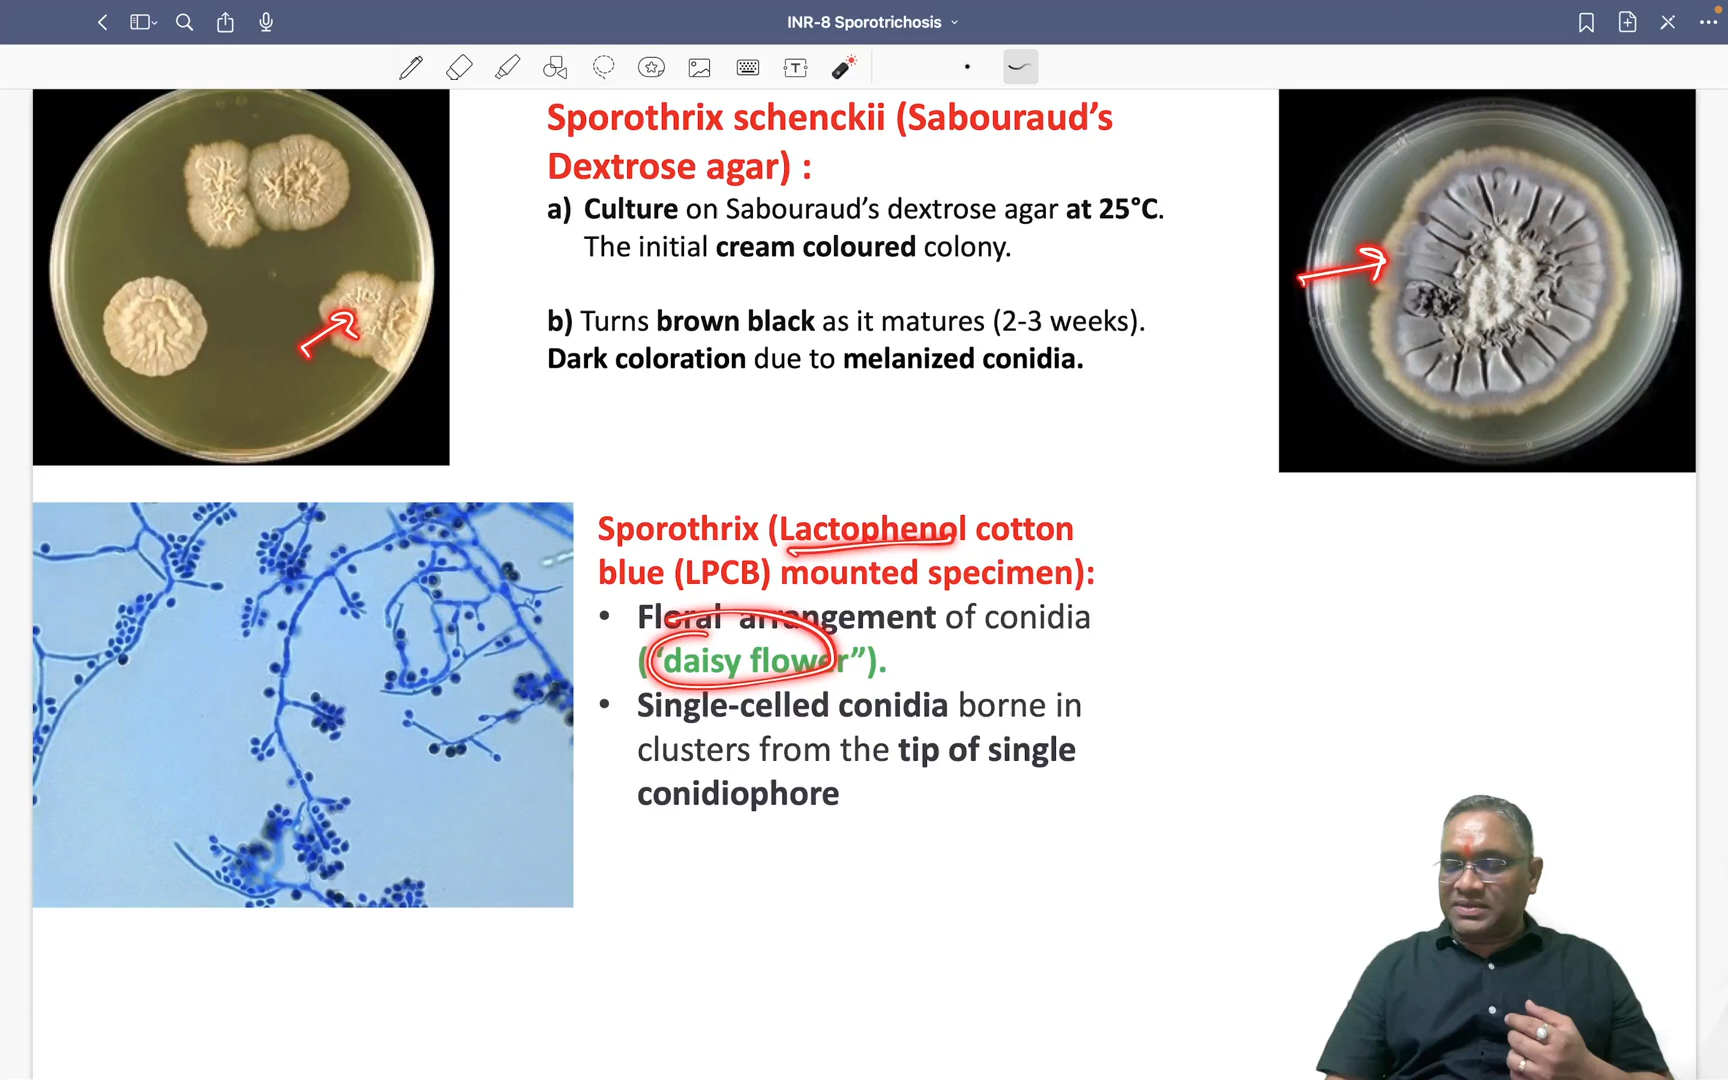 INR-8 Sporotrichosis
Sporothrix schenckii (Sabouraud's
Dextrose agar) :
a) Culture on Sabouraud's dextrose agar at 25°C.
The initial cream coloured colony.
b) Turns brown black as it matures (2-3 weeks).
Dark coloration due to melanized conidia.
Sporothrix (Lactophenol cotton
blue (LPCB) mounted specimen):
• Floral arrangement of conidia
("daisy flower”).
• Single-celled conidia borne in
clusters from the tip of single
conidiophore